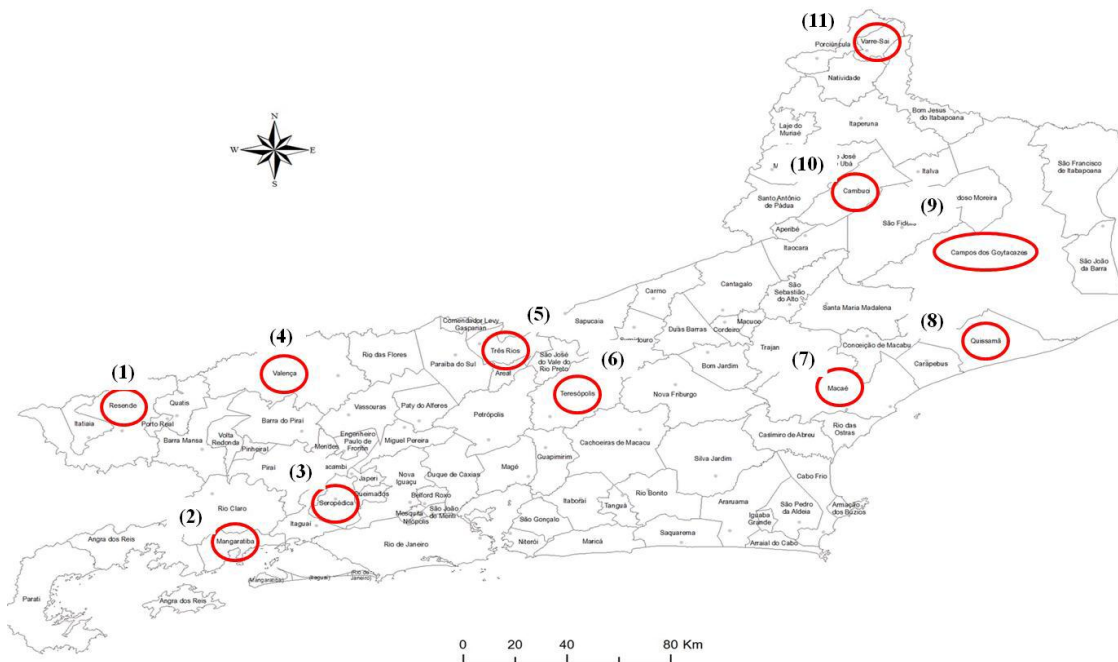 (11)
Varre-Sai
Porciúncula
Natividade
N
W E
S
Bom Jesus
do Itabapoana
Laje do
Muriaé
Itaperuna
São Francisco
de Itabapoana
(10)
José
Ubá
Italva
Cambuci
Santo Antônio
de Pádua
(9)
doso Moreira
São Fidélis
Aperibé
Itaocara
Campos dos Goytacazes
São João
da Barra
Cantagalo
São
Sebastião
do Alto
Carmo
Santa Maria Madalena
(5)
Comendador Levy
Gasparian
Sapucaia
Macuco
Duas Barras
Cordeiro
(8)
Três Rios
Quissamã
(4)
Rio das Flores
Paraíba do Sul
São José
do Vale do
Rio Preto
(6)
Trajan
Conceição de Macabu
Carapebus
(7)
Valença
Areal
Bom Jardim
(1)
Teresópolis
Nova Friburgo
Macaé
Resende
Quatis
Vassouras
Paty do Alferes
Petrópolis
Itatiaia
Porto Real
Barra do Piraí
Rio das
Ostras
Barra Mansa
Volta
Redonda
Pinheiral
Mendes
Engenheiro
Paulo de
Frontin
Miguel Pereira
Cachoeiras de Macacu
Casimiro de Abreu
Guapimirim
Silva Jardim
Piraí
acambi
(3)
Japeri
Nova
Iguaçu
Duque de Caxias
Magé
Cabo Frio
Queimados
Belford Roxo
Rio Bonito
Araruama
Seropédica
Itaboraí
Tanguá
São Pedro
da Aldeia
Armação
dos Búzios
Rio Claro
(2)
Itaguaí
Mesquita
Nilópolis
São João
de Meriti
São Gonçalo
Iguaba
Grande
Saquarema
Angra dos Reis
Mangaratiba
Rio de Janeiro
Niterói
Maricá
Arraial do Cabo
(Mangaratiba)
(Itaguaí)
(Rio de
Janeiro)
Parati
Angra dos Reis
0 20 40 80 Km